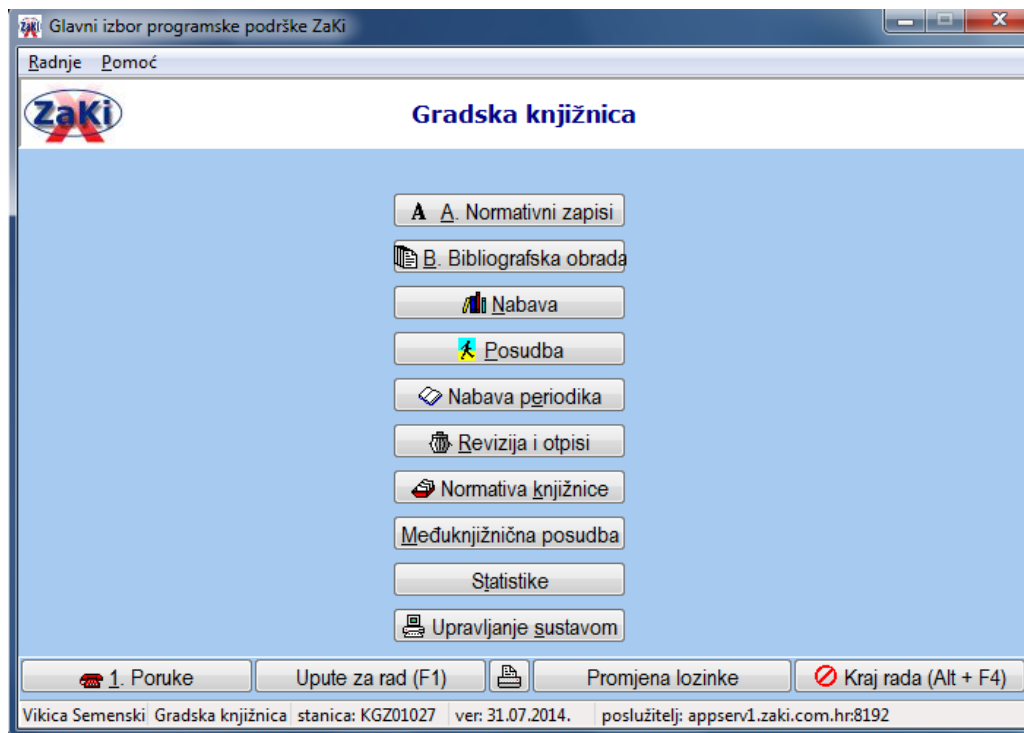 Glavni izbor programske podrške ZaKi
Radnje Pomoć
ZaKi Gradska knjižnica
A A. Normativni zapisi
B. Bibliografska obrada
Nabava
Posudba
Nabava periodika
Revizija i otpisi
Normativa knjižnice
Međuknjižnična posudba
Statistike
Upravljanje sustavom
1. Poruke Upute za rad (F1) Promjena lozinke Kraj rada (Alt + F4)
Vikica Semenski Gradska knjižnica stanica: KGZ01027 ver: 31.07.2014. poslužitelj: appserv1.zaki.com.hr:8192